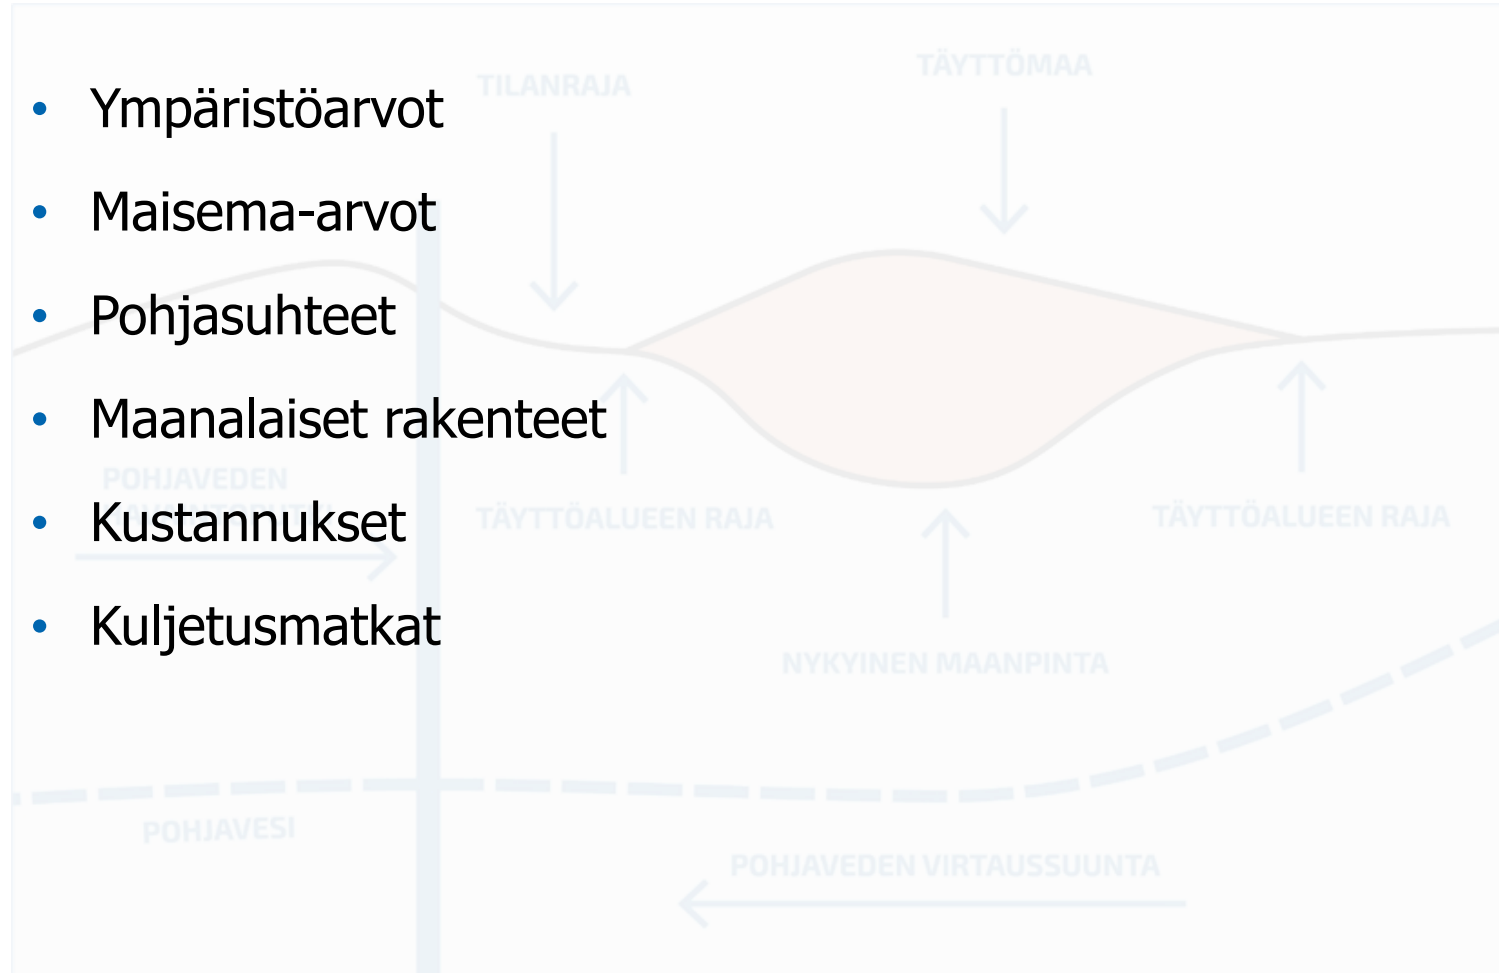 TÄYTTÖMAA
TILANRAJA
• Ympäristöarvot
• Maisema-arvot
• Pohjasuhteet
• Maanalaiset rakenteet
POHJAVEDEN
• Kustannukset
TÄYTTÖALUEEN RAJA
TÄYTTÖALUEEN RAJA
• Kuljetusmatkat
NYKYINEN MAANPINTA
POHJAVESI
POHJAVEDEN VIRTAUSSUUNTA